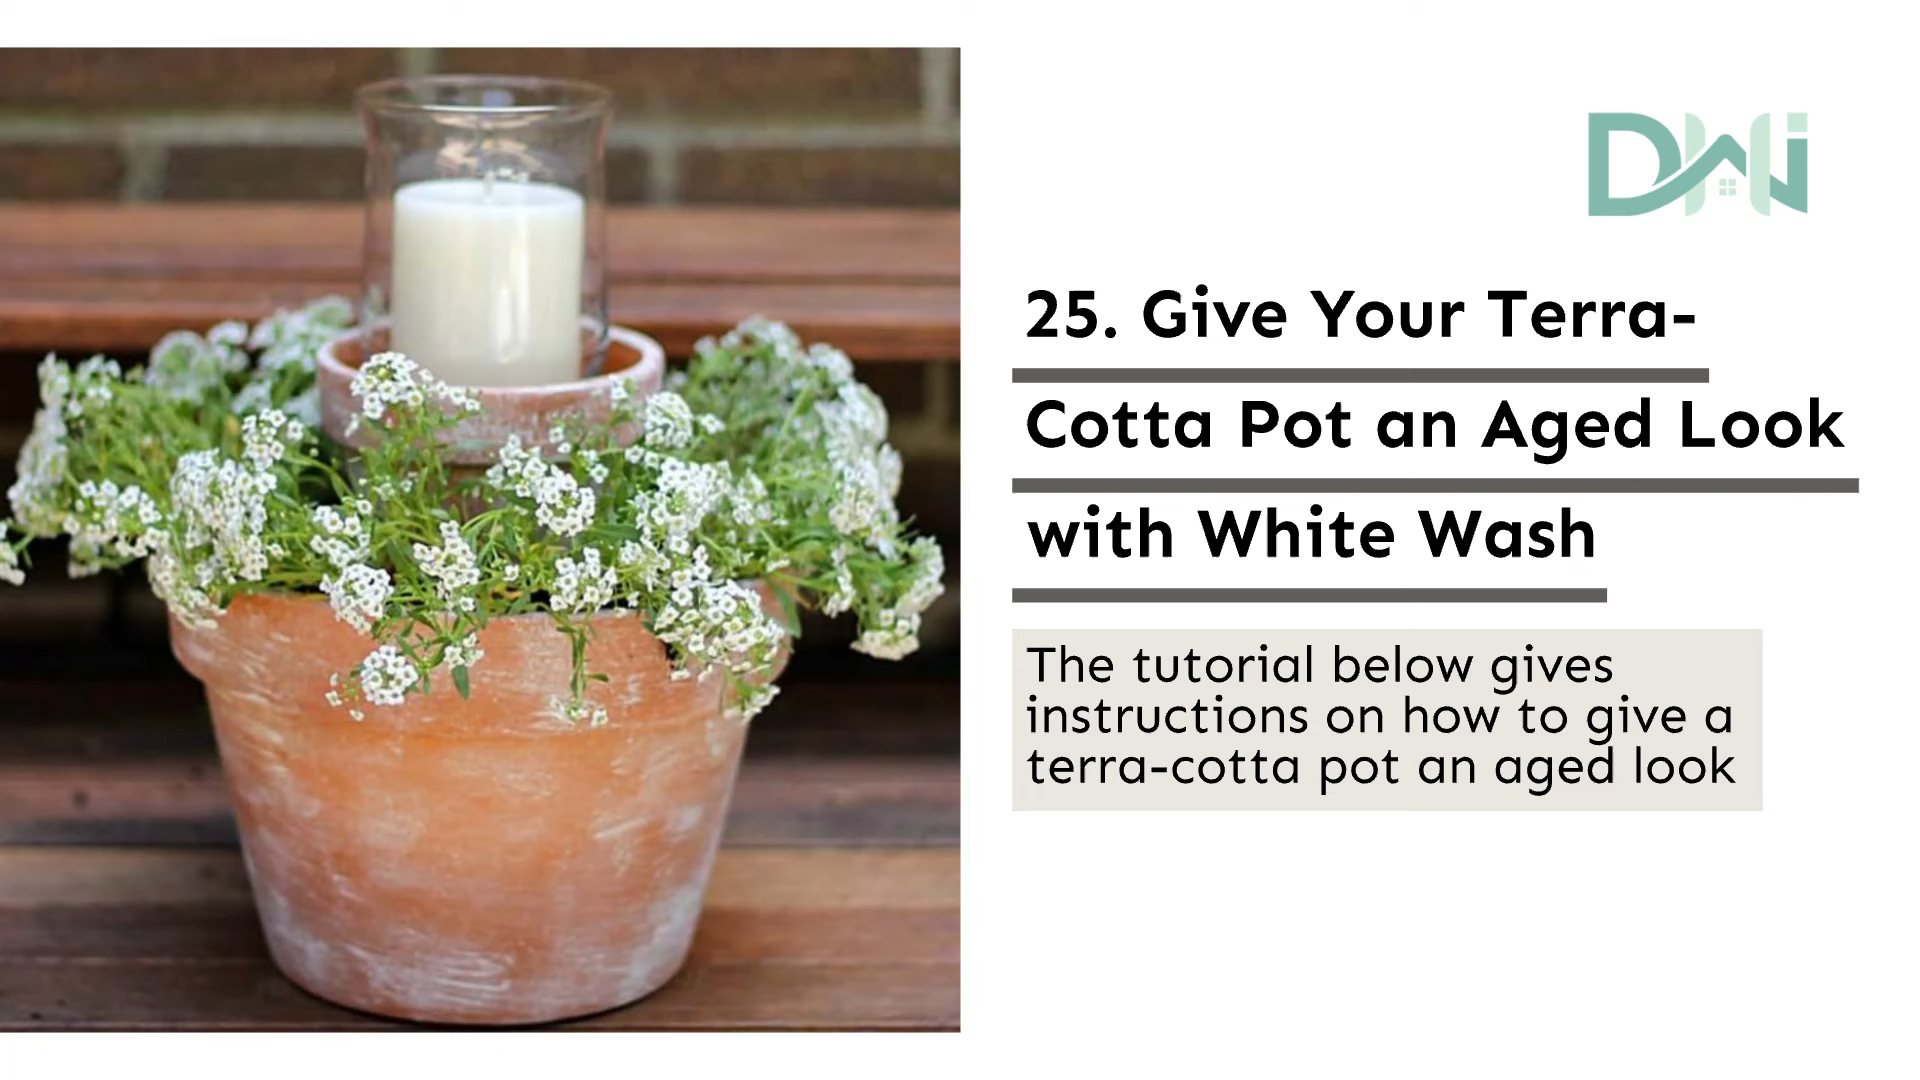 DHI
25. Give Your Terra-
Cotta Pot an Aged Look
with White Wash
The tutorial below gives
instructions on how to give a
terra-cotta pot an aged look